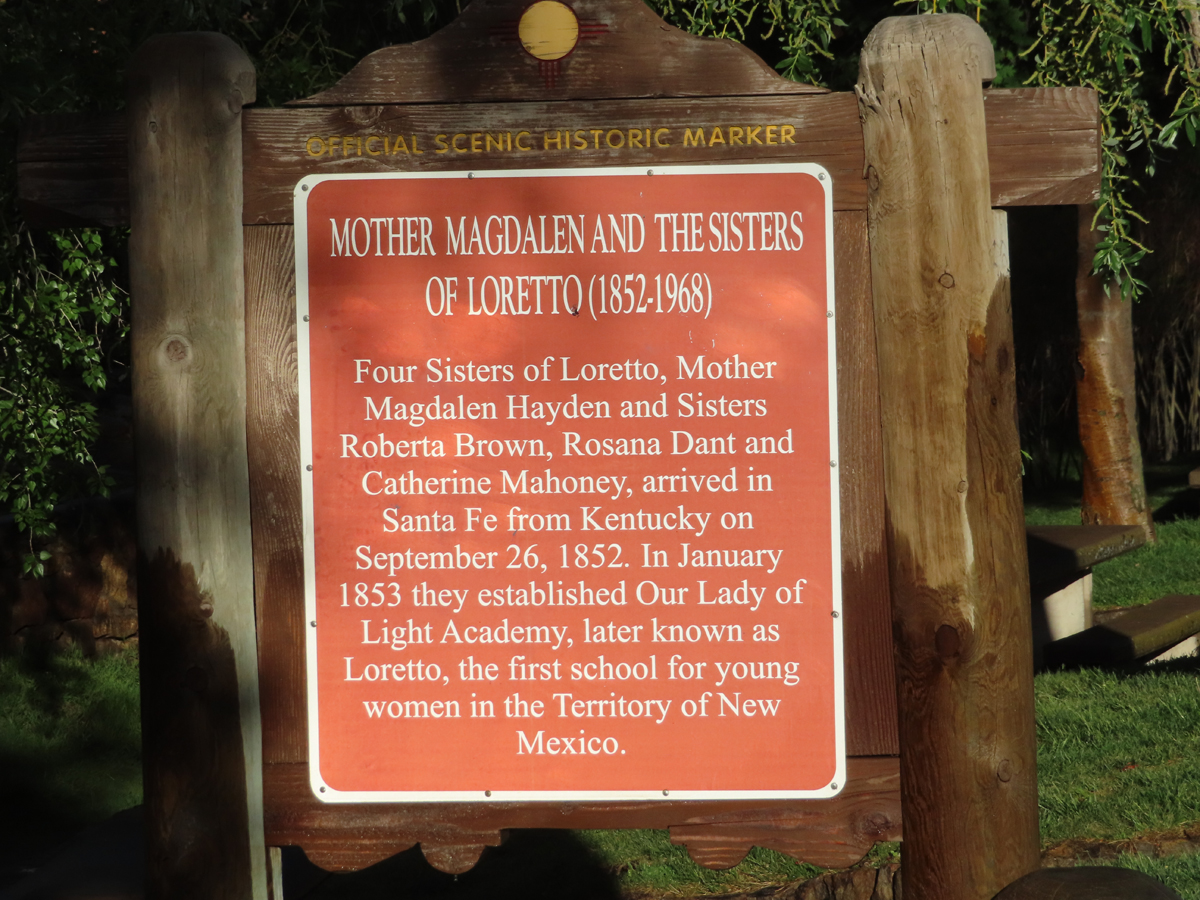 OFFICIAL SCENIC HISTORIC MARKER
MOTHER MAGDALEN AND THE SISTERS
OF LORETTO (1852-1968)
Four Sisters of Loretto, Mother
Magdalen Hayden and Sisters
Roberta Brown, Rosana Dant and
Catherine Mahoney, arrived in
Santa Fe from Kentucky on
September 26, 1852. In January
1853 they established Our Lady of
Light Academy, later known as
Loretto, the first school for young
women in the Territory of New
Mexico.